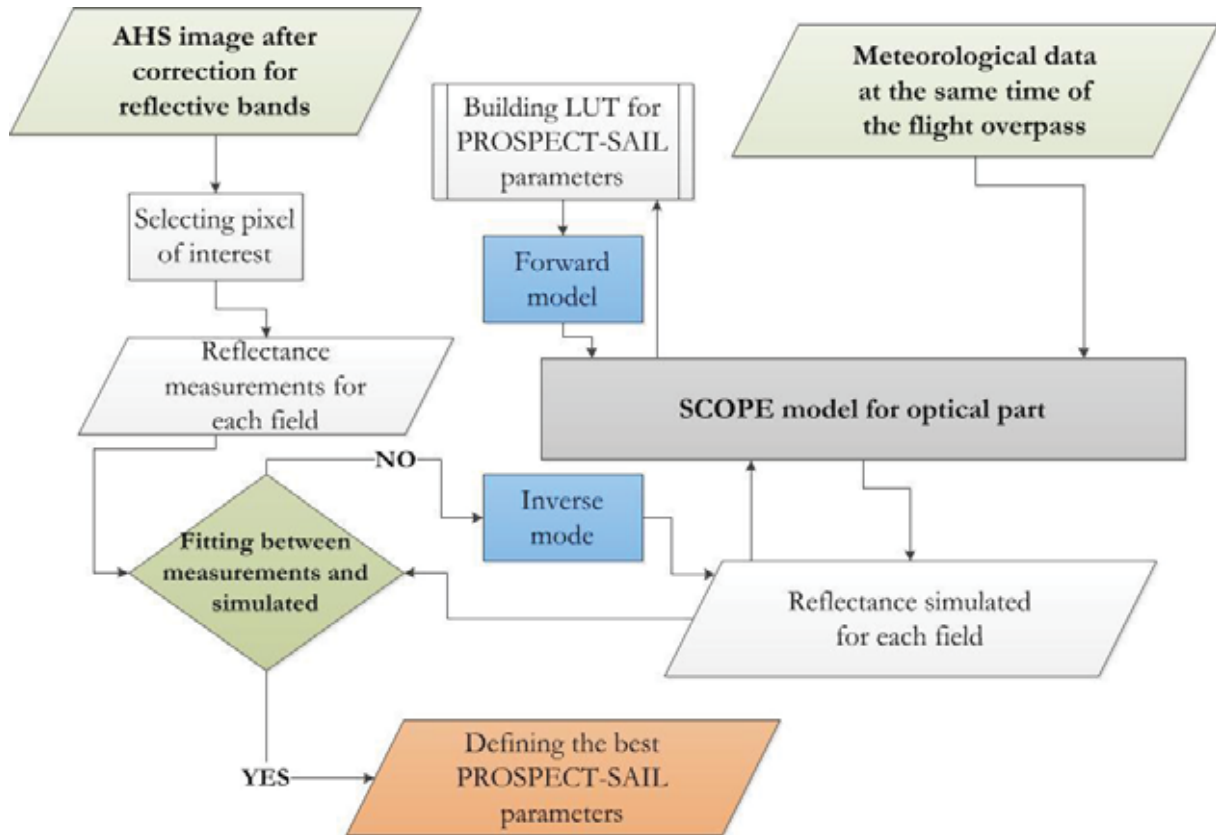 AHS image after
correction for
reflective bands
Building LUT for
PROSPECT-SAIL
parameters
Meteorological data
at the same time of
the flight overpass
Selecting pixel
of interest
Forward
model
Reflectance
measurements for
each field
SCOPE model for optical part
NO
Inverse
mode
Fitting between
measurements and
simulated
Reflectance simulated
for each field
YES
Defining the best
PROSPECT-SAIL
parameters